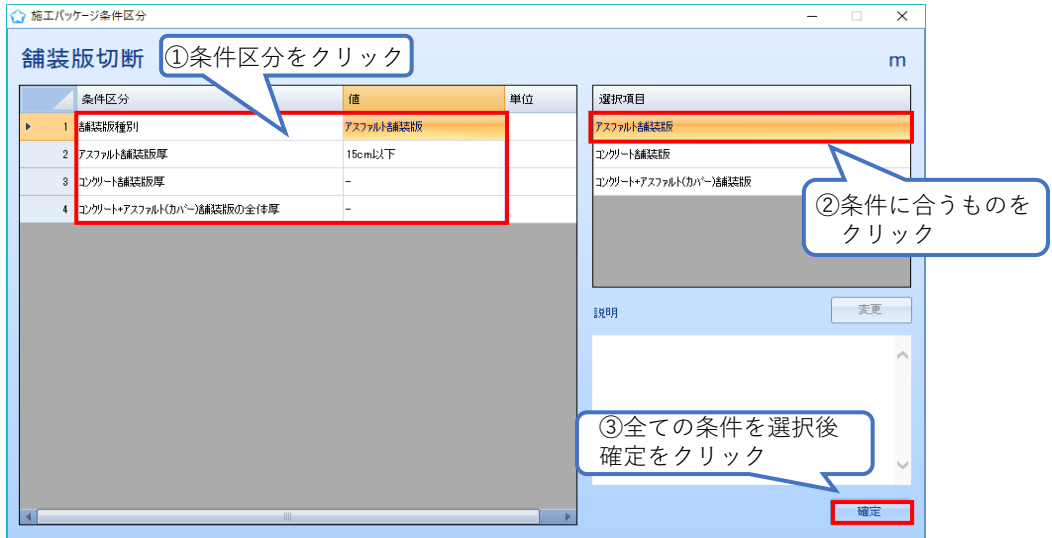 施工パッケージ条件区分
舗装版切断
①条件区分をクリック
m
条件区分 値 単位
1 舗装版種別 アスファルト舗装版
2 アスファルト舗装版厚 15cm以下
3 コンクリート舗装版厚 -
4 コンクリート+アスファルト(カバー)舗装版の全体厚 -
選択項目
アスファルト舗装版
コンクリート舗装版
コンクリート+アスファルト(カバー)舗装版
②条件に合うものを
クリック
説明
変更
③全ての条件を選択後
確定をクリック
確定